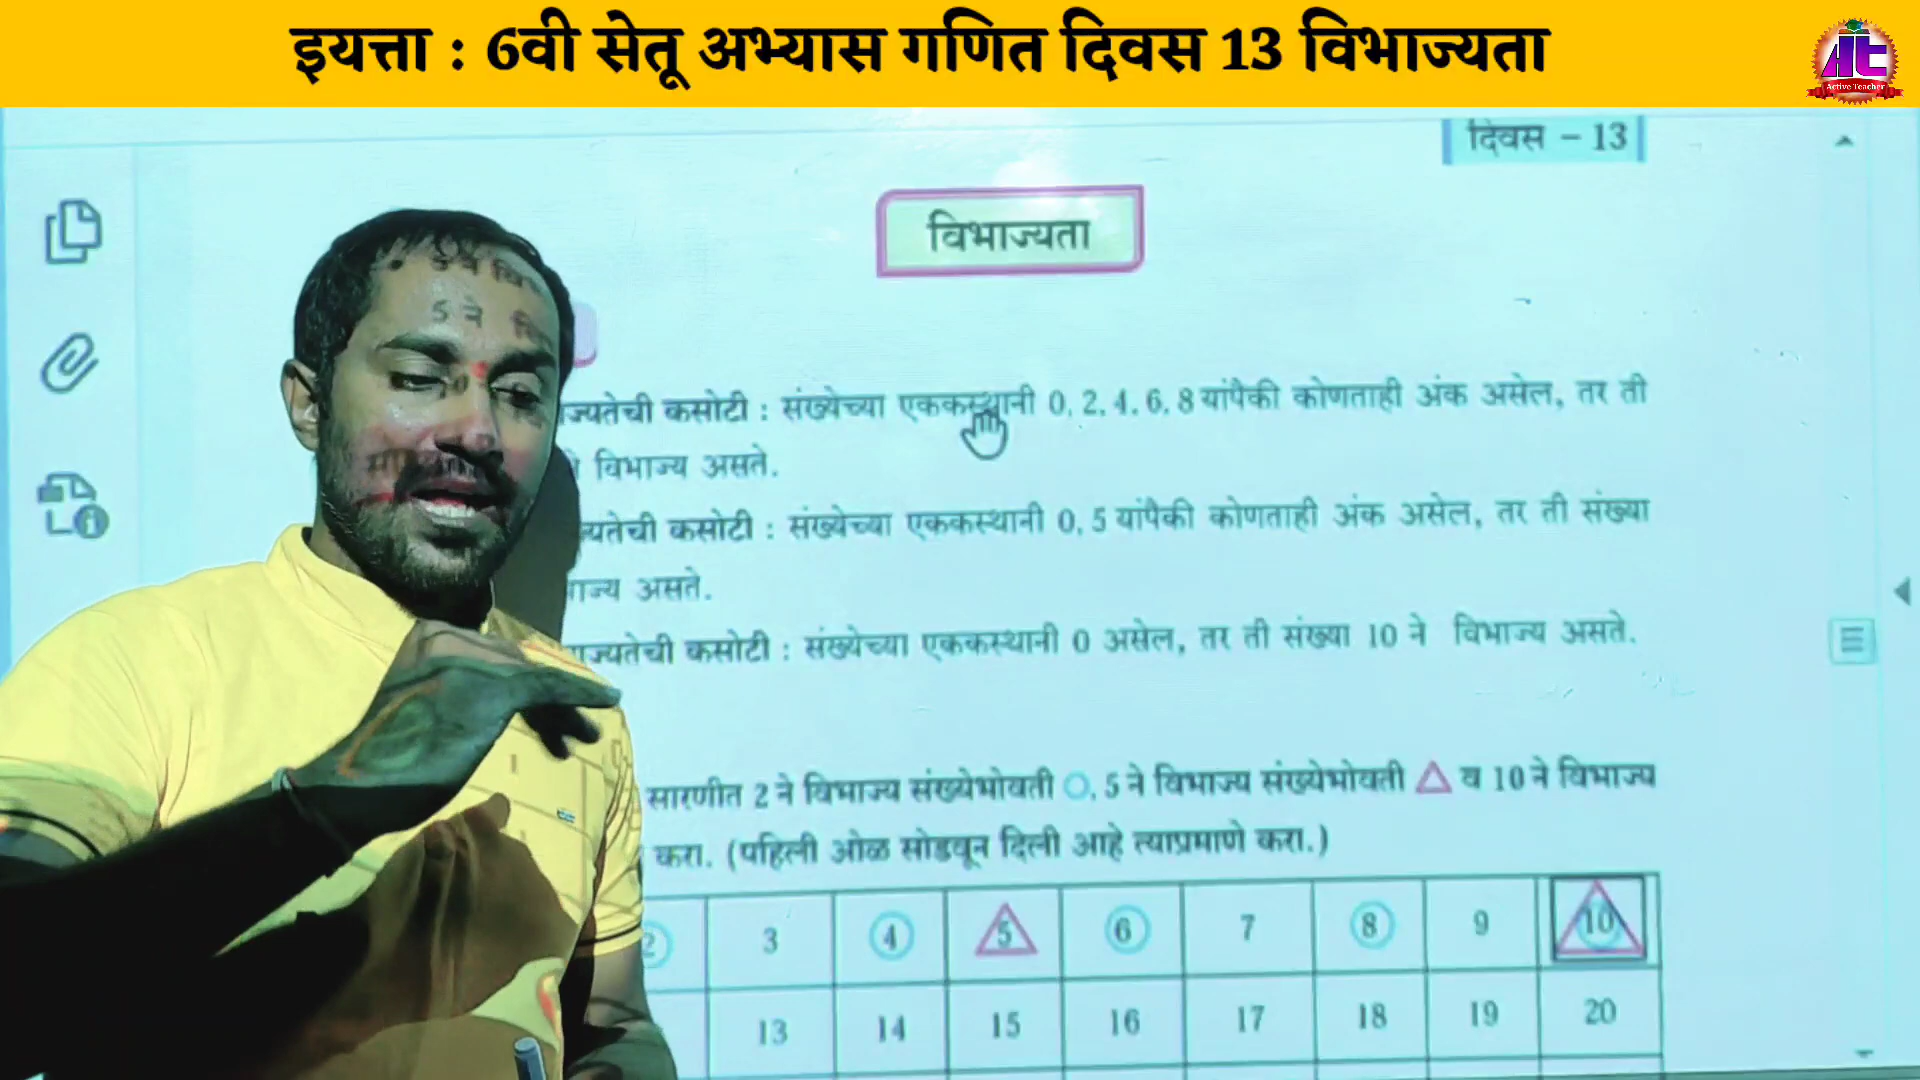 इयत्ता : 6वी सेतू अभ्यास गणित दिवस 13 विभाज्यता
Active Teacher
दिवस – 13
विभाज्यता
कसोटी : संख्येच्या एककस्थानी 0, 2, 4, 6, 8 यांपैकी कोणताही अंक असेल, तर ती
विभाज्य असते.
कसोटी : संख्येच्या एककस्थानी 0, 5 यांपैकी कोणताही अंक असेल, तर ती संख्या
असते.
कसोटी : संख्येच्या एककस्थानी 0 असेल, तर ती संख्या 10 ने विभाज्य असते.
सारणीत 2 ने विभाज्य संख्येभोवती , 5 ने विभाज्य संख्येभोवती △ व 10 ने विभाज्य
करा. (पहिली ओळ सोडवून दिली आहे त्याप्रमाणे करा.)
2 3 4 5 6 7 8 9 10
13 14 15 16 17 18 19 20